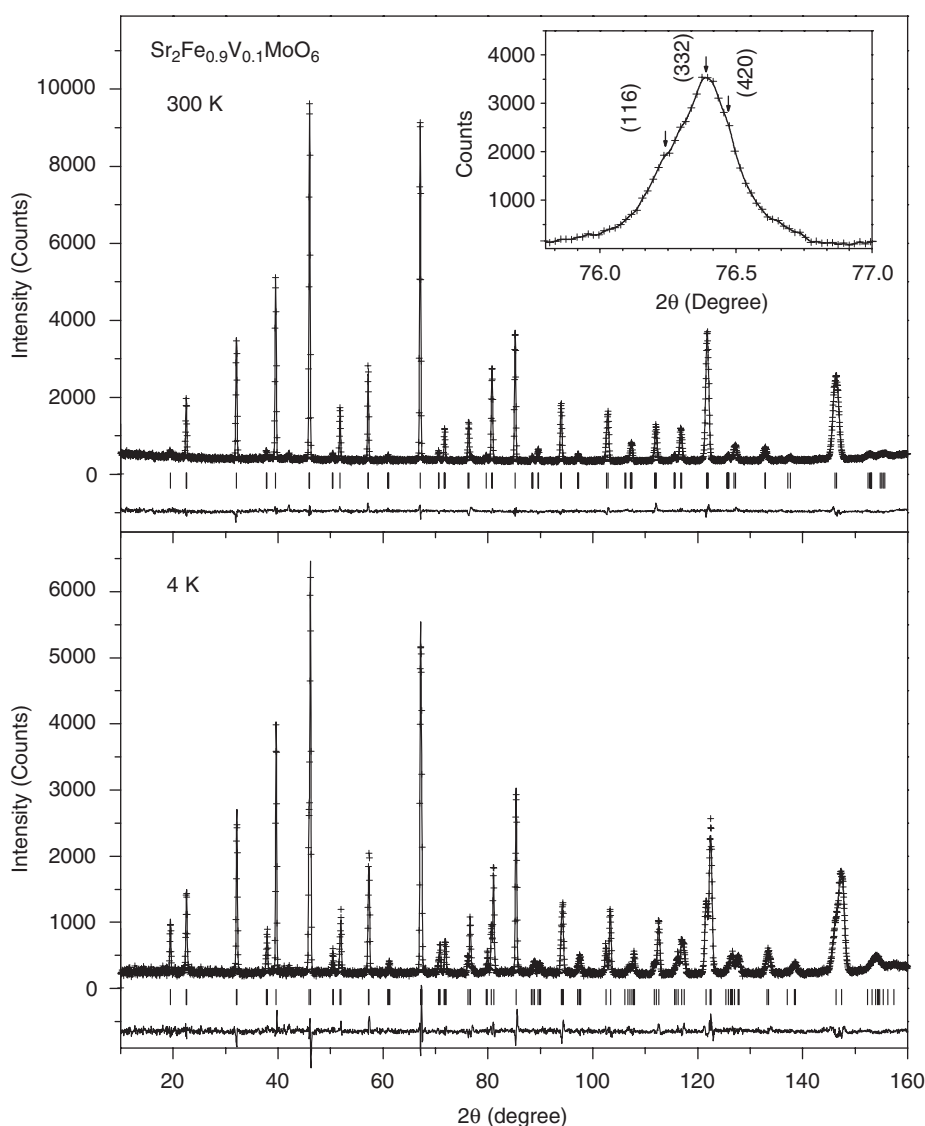 Sr2Fe0.9V0.1MoO6
300 K
Intensity (Counts)
10000
8000
6000
4000
2000
0
(116)
(332)
(420)
Counts
4000
3000
2000
1000
76.0 76.5 77.0
2θ (Degree)
4 K
Intensity (Counts)
6000
5000
4000
3000
2000
1000
0
20 40 60 80 100 120 140 160
2θ (degree)